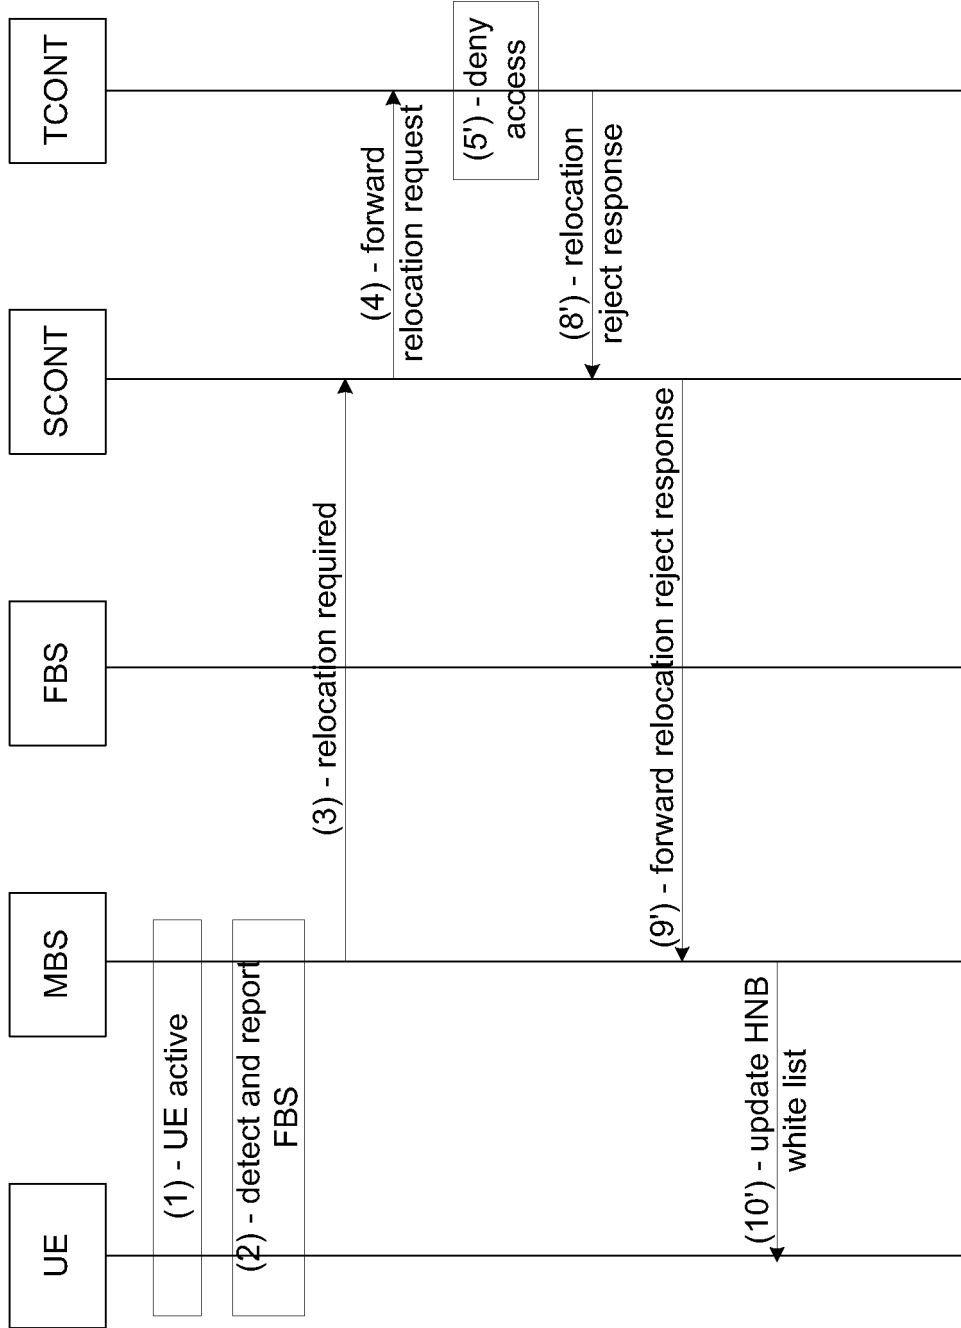 UE
MBS
FBS
SCONT
TCONT
(1) - UE active
(2) - detect and report
FBS
(3) - relocation required
(4) - forward
relocation request
(5') - deny
access
(8') - relocation
reject response
(9') - forward relocation reject response
(10') - update HNB
white list